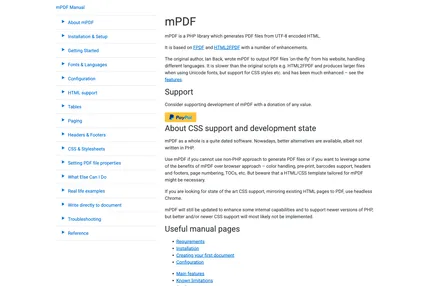 mPDF Manual
About mPDF
Installation & Setup
Getting Started
Fonts & Languages
Configuration
HTML support
Tables
Paging
Headers & Footers
CSS & Stylesheets
Setting PDF file properties
What Else Can I Do
Real life examples
Write directly to document
Troubleshooting
Reference
mPDF
mPDF is a PHP library which generates PDF files from UTF-8 encoded HTML.
It is based on FPDF and HTML2FPDF with a number of enhancements.
The original author, Ian Back, wrote mPDF to output PDF files 'on-the-fly' from his website, handling
different languages. It is slower than the original scripts e.g. HTML2FPDF and produces larger files
when using Unicode fonts, but support for CSS styles etc. and has been much enhanced – see the
features.
Support
Consider supporting development of mPDF with a donation of any value.
PayPal
About CSS support and development state
mPDF as a whole is a quite dated software. Nowadays, better alternatives are available, albeit not
written in PHP.
Use mPDF if you cannot use non-PHP approach to generate PDF files or if you want to leverage some
of the benefits of mPDF over browser approach – color handling, pre-print, barcodes support, headers
and footers, page numbering, TOCs, etc. But beware that a HTML/CSS template tailored for mPDF
might be necessary.
If you are looking for state of the art CSS support, mirroring existing HTML pages to PDF, use headless
Chrome.
mPDF will still be updated to enhance some internal capabilities and to support newer versions of PHP,
but better and/or newer CSS support will most likely not be implemented.
Useful manual pages
Requirements
Installation
Creating your first document
Configuration
Main features
Known limitations